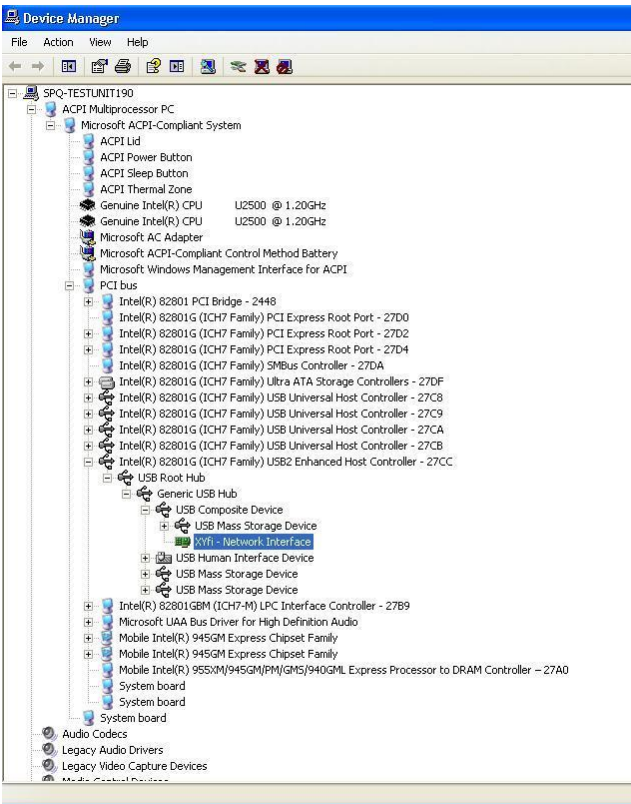 Device Manager
File Action View Help
SPQ-TESTUNIT190
ACPI Multiprocessor PC
Microsoft ACPI-Compliant System
ACPI Lid
ACPI Power Button
ACPI Sleep Button
ACPI Thermal Zone
Genuine Intel(R) CPU U2500 @ 1.20GHz
Genuine Intel(R) CPU U2500 @ 1.20GHz
Microsoft AC Adapter
Microsoft ACPI-Compliant Control Method Battery
Microsoft Windows Management Interface for ACPI
PCI bus
Intel(R) 82801 PCI Bridge - 2448
Intel(R) 82801G (ICH7 Family) PCI Express Root Port - 27D0
Intel(R) 82801G (ICH7 Family) PCI Express Root Port - 27D2
Intel(R) 82801G (ICH7 Family) PCI Express Root Port - 27D4
Intel(R) 82801G (ICH7 Family) SMBus Controller - 27DA
Intel(R) 82801G (ICH7 Family) Ultra ATA Storage Controllers - 27DF
Intel(R) 82801G (ICH7 Family) USB Universal Host Controller - 27C8
Intel(R) 82801G (ICH7 Family) USB Universal Host Controller - 27C9
Intel(R) 82801G (ICH7 Family) USB Universal Host Controller - 27CA
Intel(R) 82801G (ICH7 Family) USB Universal Host Controller - 27CB
Intel(R) 82801G (ICH7 Family) USB2 Enhanced Host Controller - 27CC
USB Root Hub
Generic USB Hub
USB Composite Device
USB Mass Storage Device
XYfi - Network Interface
USB Human Interface Device
USB Mass Storage Device
USB Mass Storage Device
Intel(R) 82801GBM (ICH7-M) LPC Interface Controller - 27B9
Microsoft UAA Bus Driver for High Definition Audio
Mobile Intel(R) 945GM Express Chipset Family
Mobile Intel(R) 945GM Express Chipset Family
Mobile Intel(R) 955XM/945GM/PM/GMS/940GML Express Processor to DRAM Controller – 27A0
System board
System board
System board
Audio Codecs
Legacy Audio Drivers
Legacy Video Capture Devices
Media Control Devices